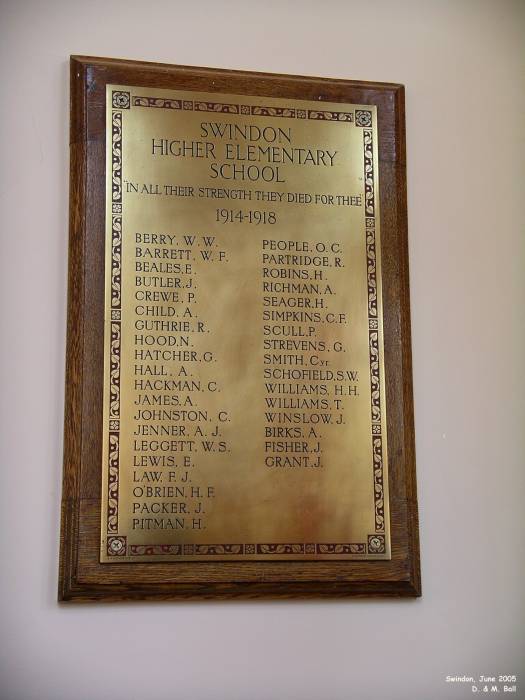 SWINDON
HIGHER ELEMENTARY
SCHOOL
"IN ALL THEIR STRENGTH THEY DIED FOR THEE"
1914-1918
BERRY, W. W.
BARRETT, W. F.
BEALES, E.
BUTLER, J.
CREWE, P.
CHILD, A.
GUTHRIE, R.
HOOD, N.
HATCHER, G.
HALL, A.
HACKMAN, C.
JAMES, A.
JOHNSTON, C.
JENNER, A. J.
LEGGETT, W. S.
LEWIS, E.
LAW, F. J.
O'BRIEN, H. F.
PACKER, J.
PITMAN, H.
PEOPLE, O. C.
PARTRIDGE, R.
ROBINS, H.
RICHMAN, A.
SEAGER, H.
SIMPKINS, C. F.
SCULL, P.
STREVENS, G.
SMITH, Cyr.
SCHOFIELD, S.W.
WILLIAMS, H. H.
WILLIAMS, T.
WINSLOW, J.
BIRKS, A.
FISHER, J.
GRANT, J.
Swindon, June 2005
D. & M. Ball